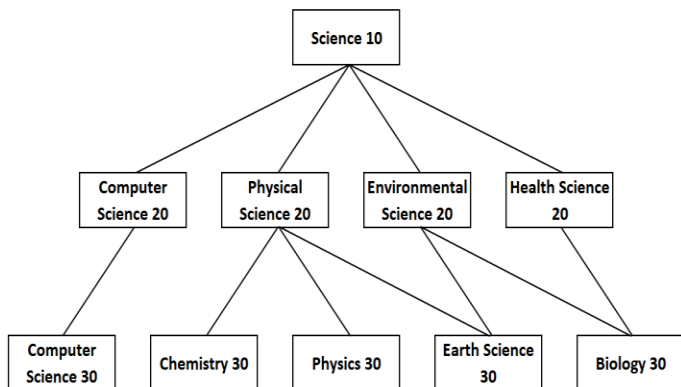 Science 10
Computer
Science 20
Physical
Science 20
Environmental
Science 20
Health Science
20
Computer
Science 30
Chemistry 30
Physics 30
Earth Science
30
Biology 30